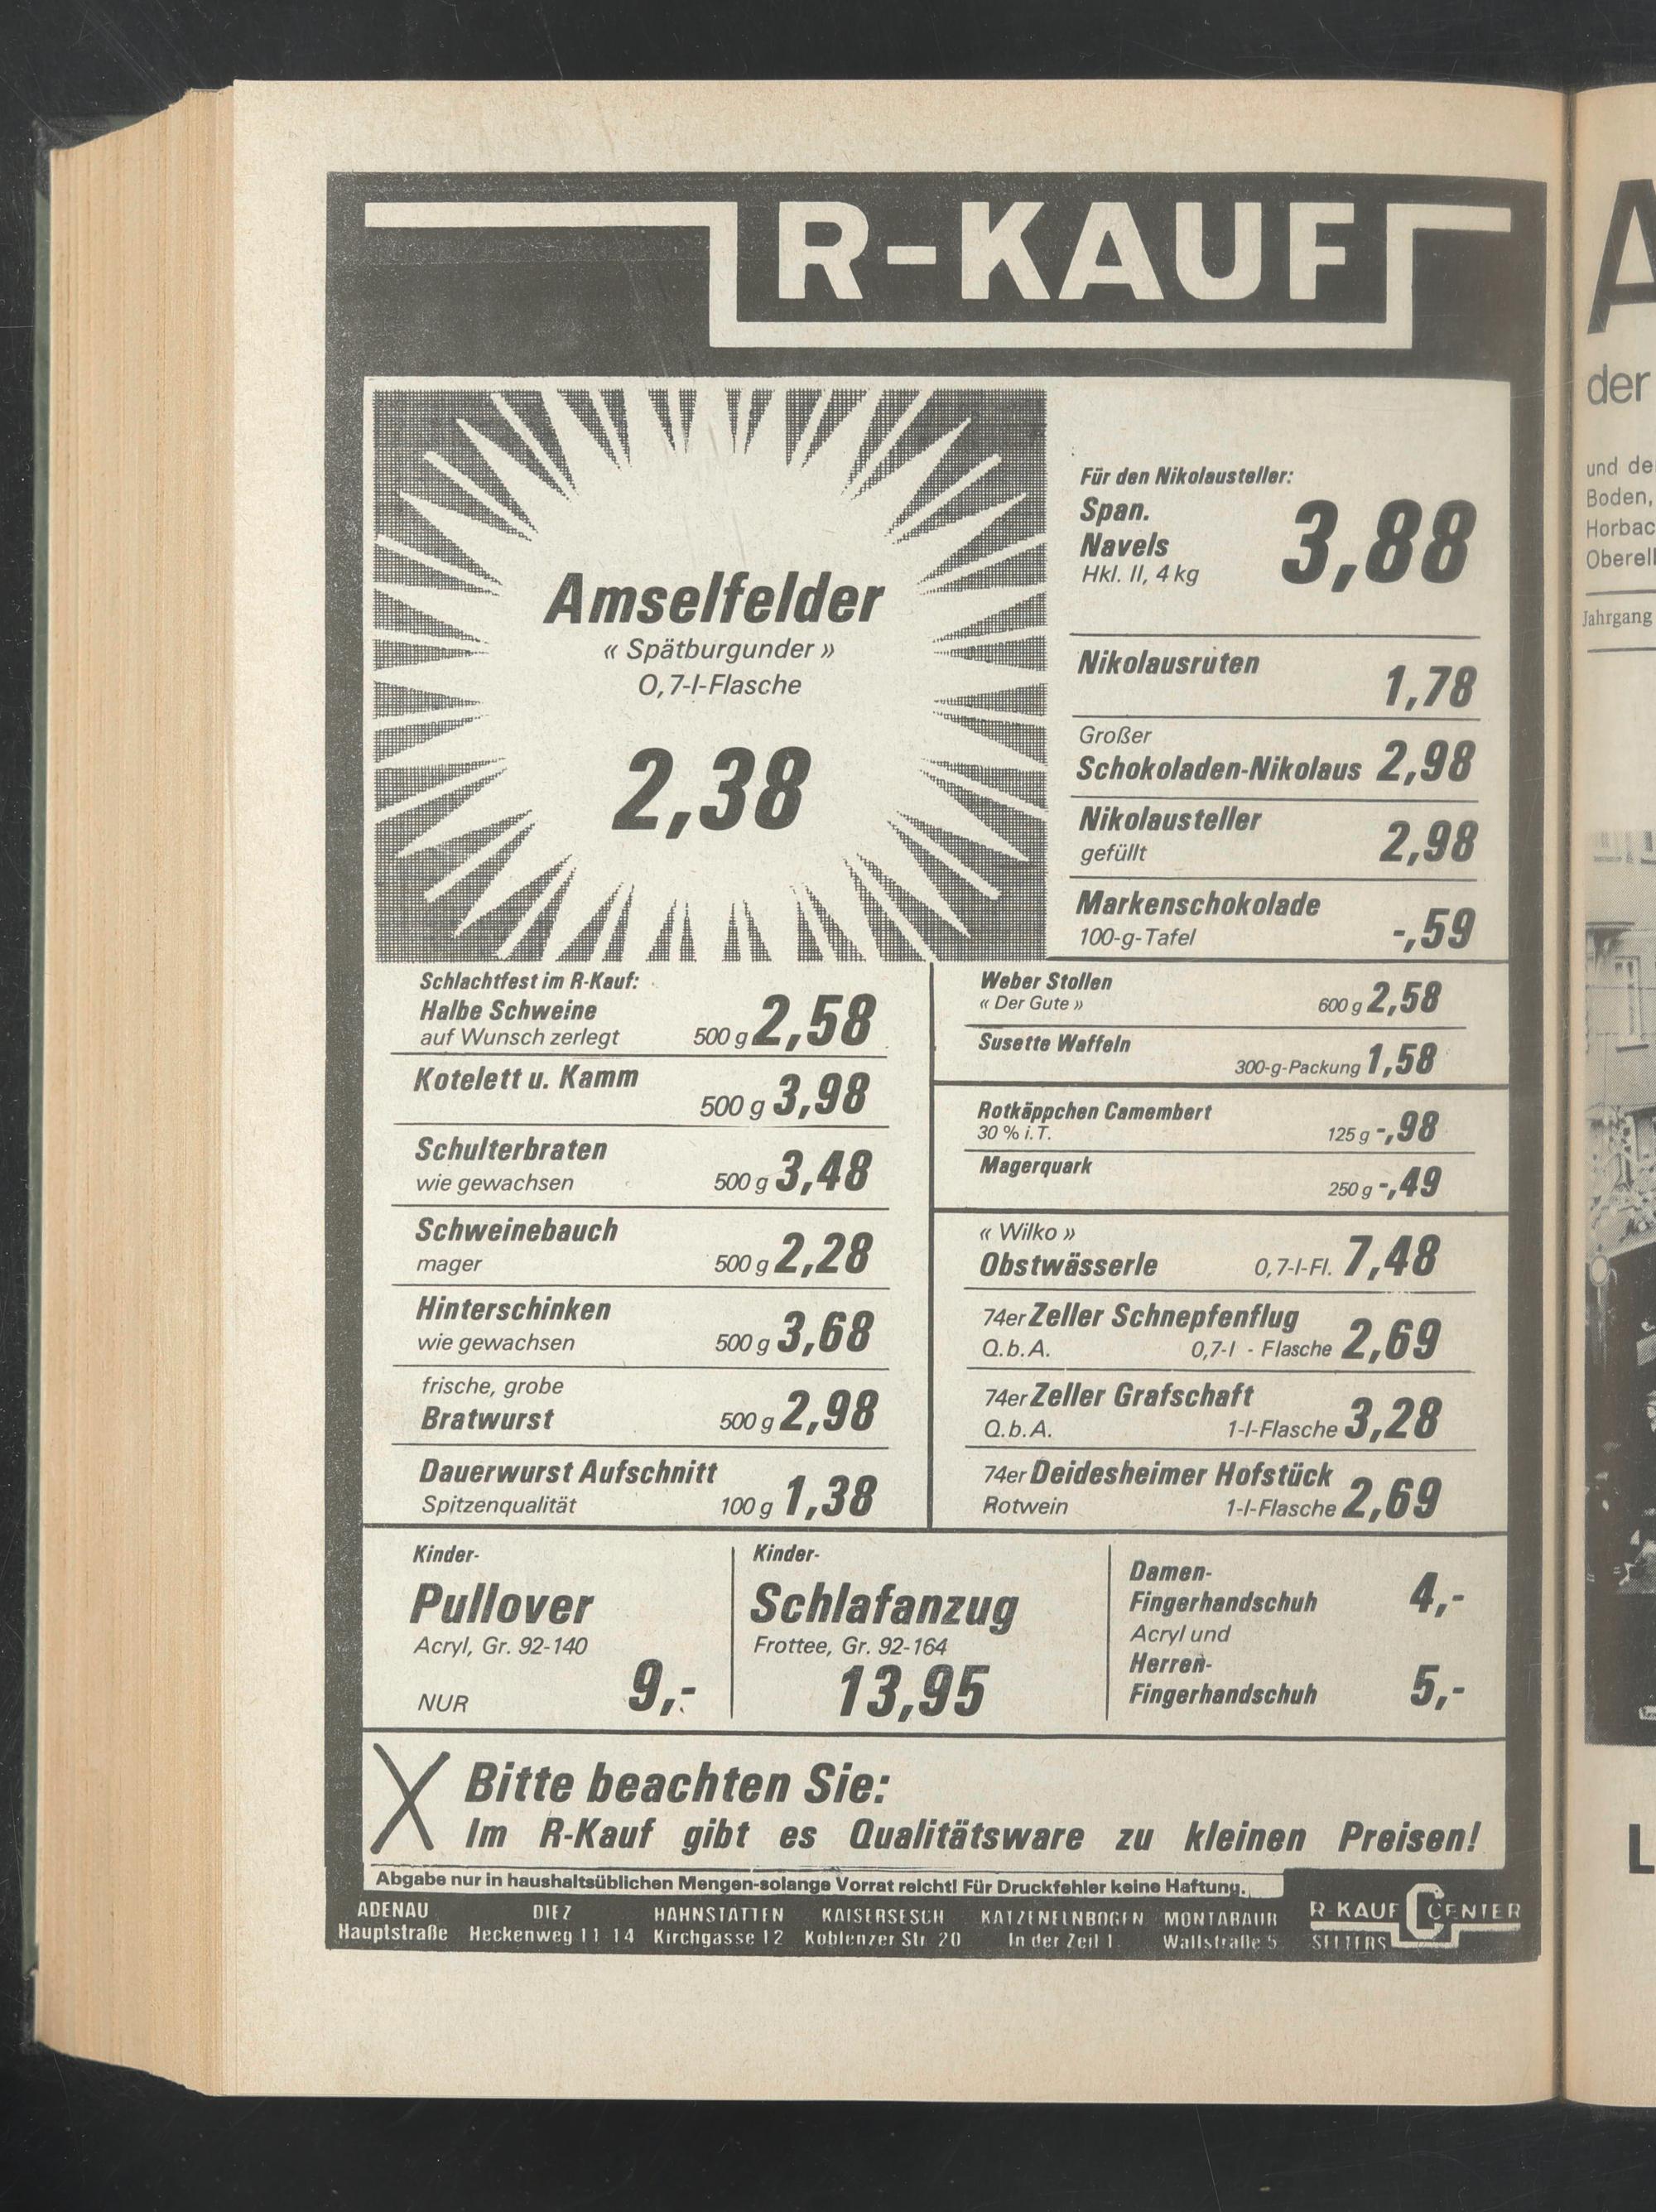 R-KAUF
Amselfelder
« Spätburgunder »
0,7-l-Flasche
2,38
Für den Nikolausteller:
Span.
Navels
Hkl. II, 4 kg
3,88
Nikolausruten
1,78
Großer
Schokoladen-Nikolaus 2,98
Nikolausteller
gefüllt
2,98
Markenschokolade
100-g-Tafel
-,59
Schlachtfest im R-Kauf:
Halbe Schweine
auf Wunsch zerlegt 500 g 2,58
Kotelett u. Kamm
500 g 3,98
Schulterbraten
wie gewachsen 500 g 3,48
Schweinebauch
mager 500 g 2,28
Hinterschinken
wie gewachsen 500 g 3,68
frische, grobe
Bratwurst 500 g 2,98
Dauerwurst Aufschnitt
Spitzenqualität 100 g 1,38
Weber Stollen
« Der Gute » 600 g 2,58
Susette Waffeln
300-g-Packung 1,58
Rotkäppchen Camembert
30 % i. T. 125 g -,98
Magerquark
250 g -,49
« Wilko »
Obstwässerle 0,7-l-Fl. 7,48
74er Zeller Schnepfenflug
Q.b.A. 0,7-l - Flasche 2,69
74er Zeller Grafschaft
Q.b.A. 1-l-Flasche 3,28
74er Deidesheimer Hofstück
Rotwein 1-l-Flasche 2,69
Kinder-
Pullover
Acryl, Gr. 92-140
NUR 9,-
Kinder-
Schlafanzug
Frottee, Gr. 92-164
13,95
Damen-
Fingerhandschuh 4,-
Acryl und
Herren-
Fingerhandschuh 5,-
X Bitte beachten Sie:
Im R-Kauf gibt es Qualitätsware zu kleinen Preisen!
Abgabe nur in haushaltsüblichen Mengen-solange Vorrat reicht! Für Druckfehler keine Haftung.
ADENAU DIEZ HAHNSTÄTTEN KAISERSESCH KATZENELNBOGEN MONTABAUR
Hauptstraße Heckenweg 11-14 Kirchgasse 12 Koblenzer Str. 20 In der Zeil 1 Wallstraße 5
R-KAUF CENTER
SELTERS
A
der
und de
Boden,
Horbac
Oberell
Jahrgang
L